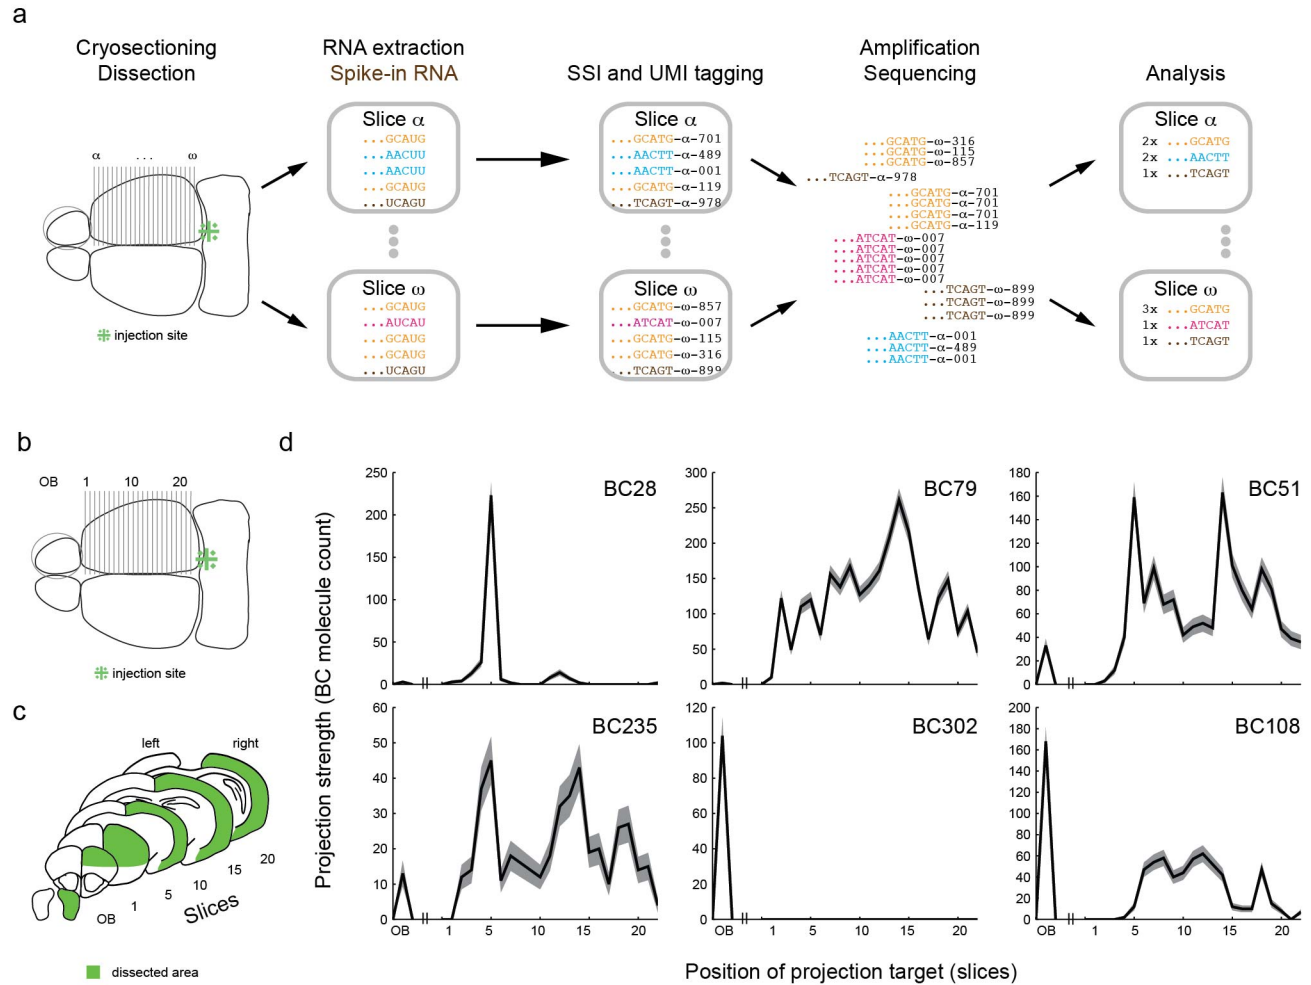 a
Cryosectioning
Dissection
RNA extraction
Spike-in RNA
SSI and UMI tagging
Amplification
Sequencing
Analysis
α ... ω
injection site
Slice α
...GCAUG
...AACUU
...AACUU
...GCAUG
...UCAGU
Slice ω
...GCAUG
...AUCAU
...GCAUG
...GCAUG
...UCAGU
Slice α
...GCATG-α-701
...AACTT-α-489
...AACTT-α-001
...GCATG-α-119
...TCAGT-α-978
Slice ω
...GCATG-ω-857
...ATCAT-ω-007
...GCATG-ω-115
...GCATG-ω-316
...TCAGT-ω-899
...GCATG-ω-316
...GCATG-ω-115
...GCATG-ω-857
...TCAGT-α-978
...GCATG-α-701
...GCATG-α-701
...GCATG-α-701
...GCATG-α-119
...ATCAT-ω-007
...ATCAT-ω-007
...ATCAT-ω-007
...ATCAT-ω-007
...ATCAT-ω-007
...TCAGT-ω-899
...TCAGT-ω-899
...TCAGT-ω-899
...AACTT-α-001
...AACTT-α-489
...AACTT-α-001
Slice α
2x ...GCATG
2x ...AACTT
1x ...TCAGT
Slice ω
3x ...GCATG
1x ...ATCAT
1x ...TCAGT
b
OB 1 10 20
injection site
c
left right
OB 1 5 10 15 20
Slices
dissected area
d
Projection strength (BC molecule count)
BC28
250
200
150
100
50
0
BC79
300
250
200
150
100
50
0
BC51
180
160
140
120
100
80
60
40
20
0
BC235
60
50
40
30
20
10
0
OB 1 5 10 15 20
BC302
120
100
80
60
40
20
0
OB 1 5 10 15 20
BC108
200
180
160
140
120
100
80
60
40
20
0
OB 1 5 10 15 20
Position of projection target (slices)